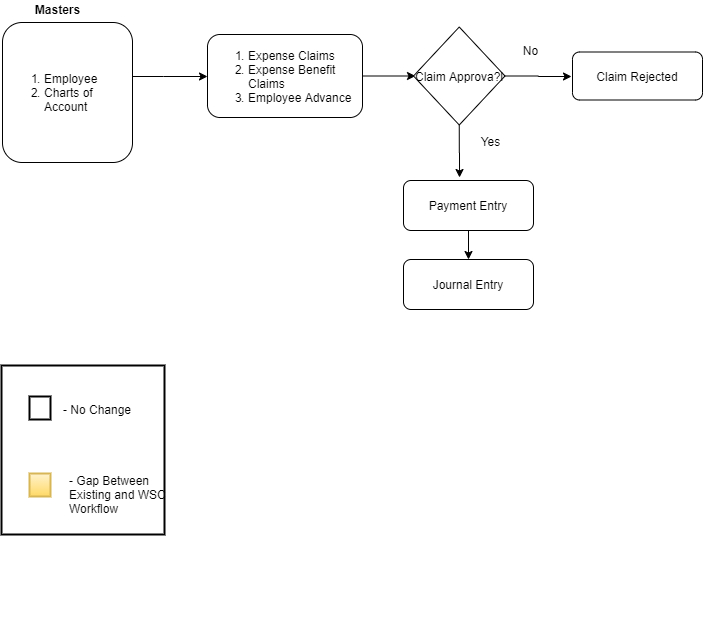 Masters
1. Employee
2. Charts of
Account
1. Expense Claims
2. Expense Benefit
Claims
3. Employee Advance
Claim Approva?
No
Claim Rejected
Yes
Payment Entry
Journal Entry
- No Change
- Gap Between
Existing and WSC
Workflow